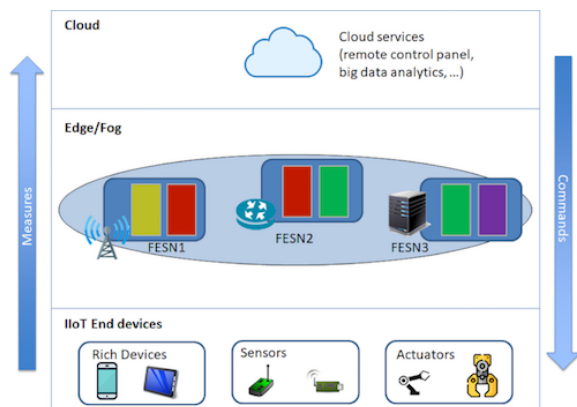 Cloud
Cloud services
(remote control panel,
big data analytics, ...)
Measures
Commands
Edge/Fog
FESN1
FESN2
FESN3
IIoT End devices
Rich Devices
Sensors
Actuators